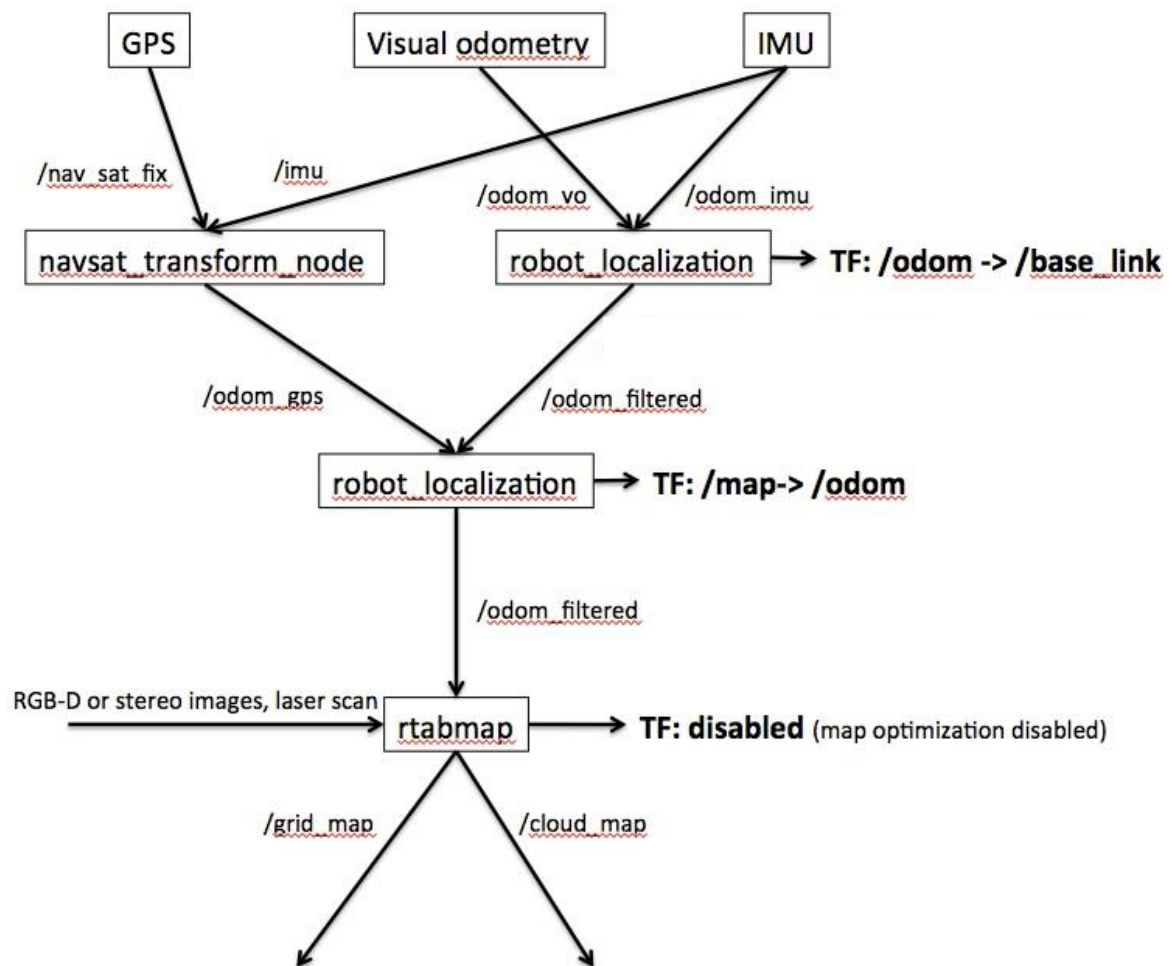 GPS
Visual odometry
IMU
/nav_sat_fix
/imu
/odom_vo
/odom_imu
navsat_transform_node
robot_localization
TF: /odom -> /base_link
/odom_gps
/odom_filtered
robot_localization
TF: /map-> /odom
/odom_filtered
RGB-D or stereo images, laser scan
rtabmap
TF: disabled (map optimization disabled)
/grid_map
/cloud_map